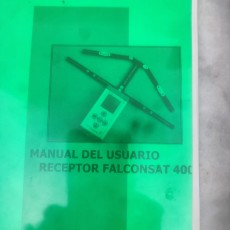 MANUAL DEL USUARIO
RECEPTOR FALCONSAT 400